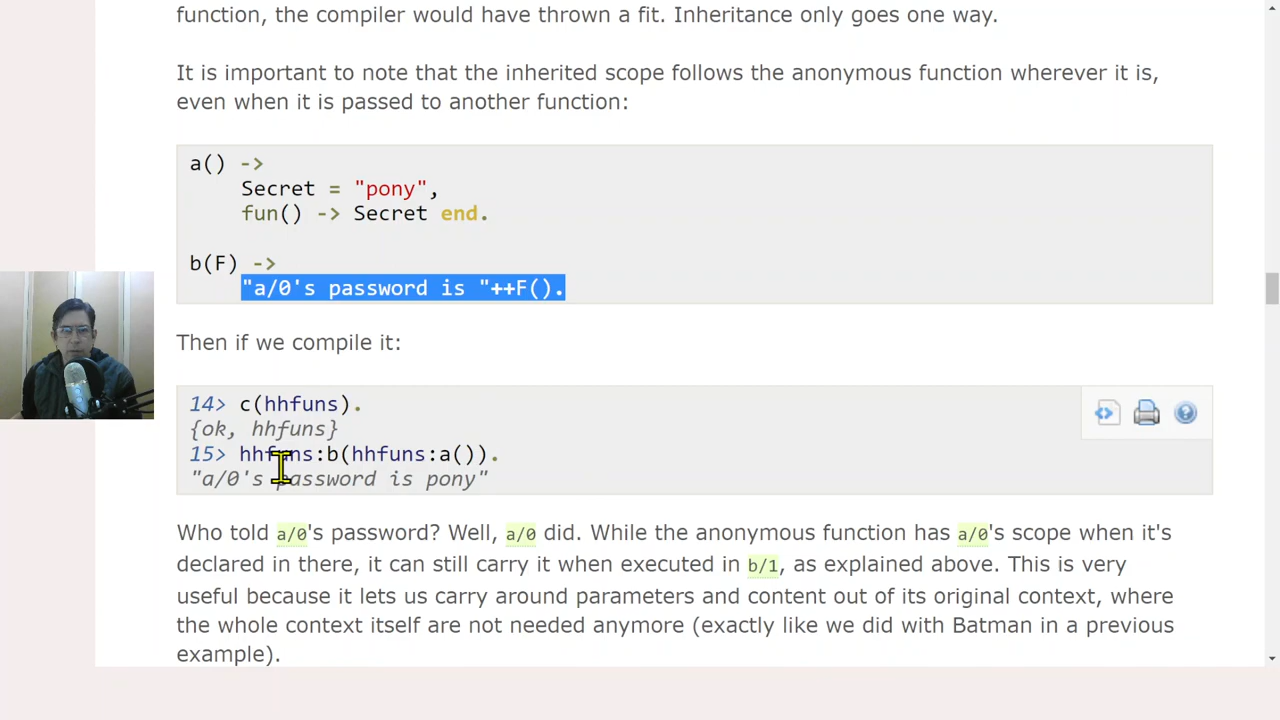 function, the compiler would have thrown a fit. Inheritance only goes one way.
It is important to note that the inherited scope follows the anonymous function wherever it is,
even when it is passed to another function:
a() ->
Secret = "pony",
fun() -> Secret end.
b(F) ->
"a/0's password is "++F().
Then if we compile it:
14> c(hhfuns).
{ok, hhfuns}
15> hhfuns:b(hhfuns:a()).
"a/0's password is pony"
Who told a/0's password? Well, a/0 did. While the anonymous function has a/0's scope when it's
declared in there, it can still carry it when executed in b/1, as explained above. This is very
useful because it lets us carry around parameters and content out of its original context, where
the whole context itself are not needed anymore (exactly like we did with Batman in a previous
example).